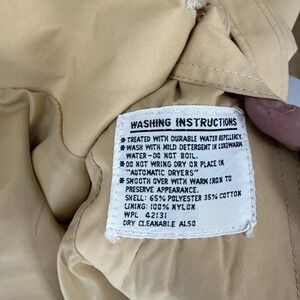 WASHING INSTRUCTIONS
* TREATED WITH DURABLE WATER REPELLENCY.
* WASH WITH MILD DETERGENT IN LUKEWARM
WATER-DO NOT BOIL.
* DO NOT WRING DRY OR PLACE IN
"AUTOMATIC DRYERS"
* SMOOTH OVER WITH WARM IRON TO
PRESERVE APPEARANCE.
SHELL: 65% POLYESTER 35% COTTON
LINING: 100% NYLON
WPL 42131
DRY CLEANABLE ALSO